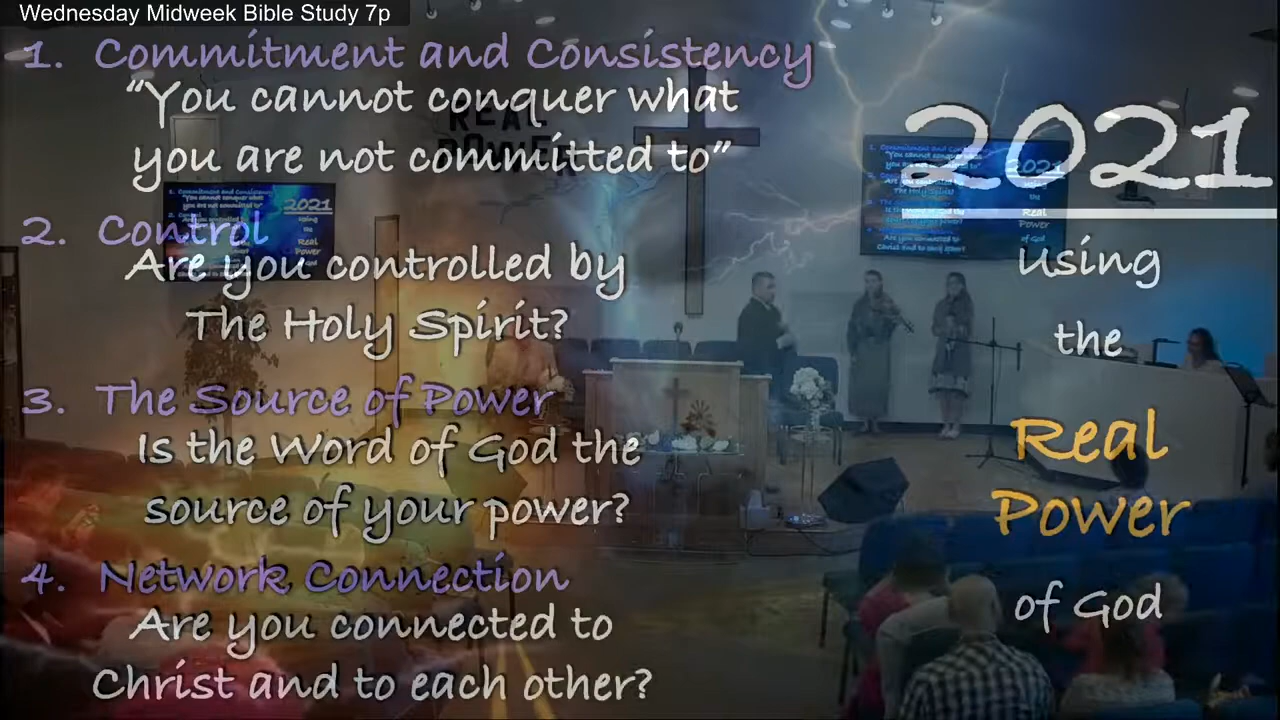 Wednesday Midweek Bible Study 7p
1. Commitment and Consistency
“You cannot conquer what
you are not committed to”
2. Control
Are you controlled by
The Holy Spirit?
3. The Source of Power
Is the Word of God the
source of your power?
4. Network Connection
Are you connected to
Christ and to each other?
2021
using
the
Real
Power
of God
REAL
POWER